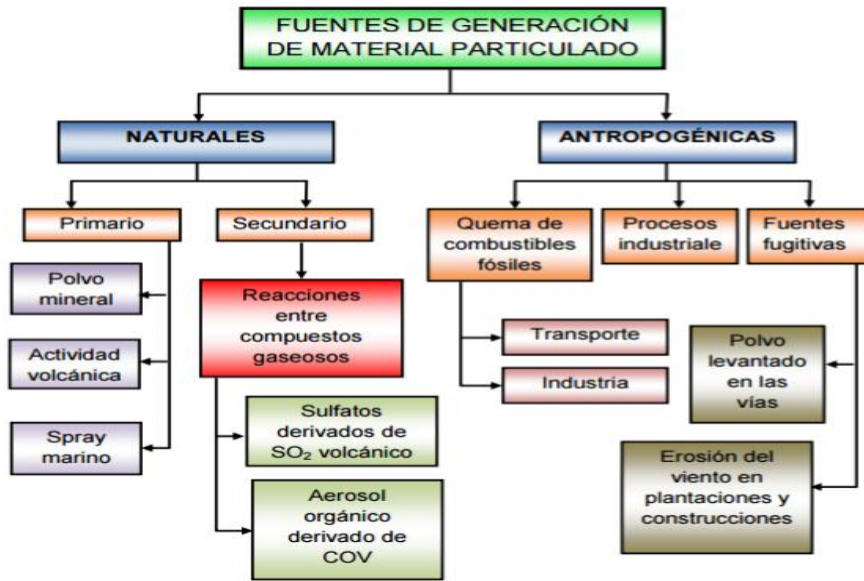 FUENTES DE GENERACIÓN
DE MATERIAL PARTICULADO
NATURALES
ANTROPOGÉNICAS
Primario
Secundario
Quema de
combustibles
fósiles
Procesos
industriale
Fuentes
fugitivas
Polvo
mineral
Actividad
volcánica
Spray
marino
Reacciones
entre
compuestos
gaseosos
Sulfatos
derivados de
SO₂ volcánico
Aerosol
orgánico
derivado de
COV
Transporte
Industria
Polvo
levantado
en las
vías
Erosión del
viento en
plantaciones y
construcciones